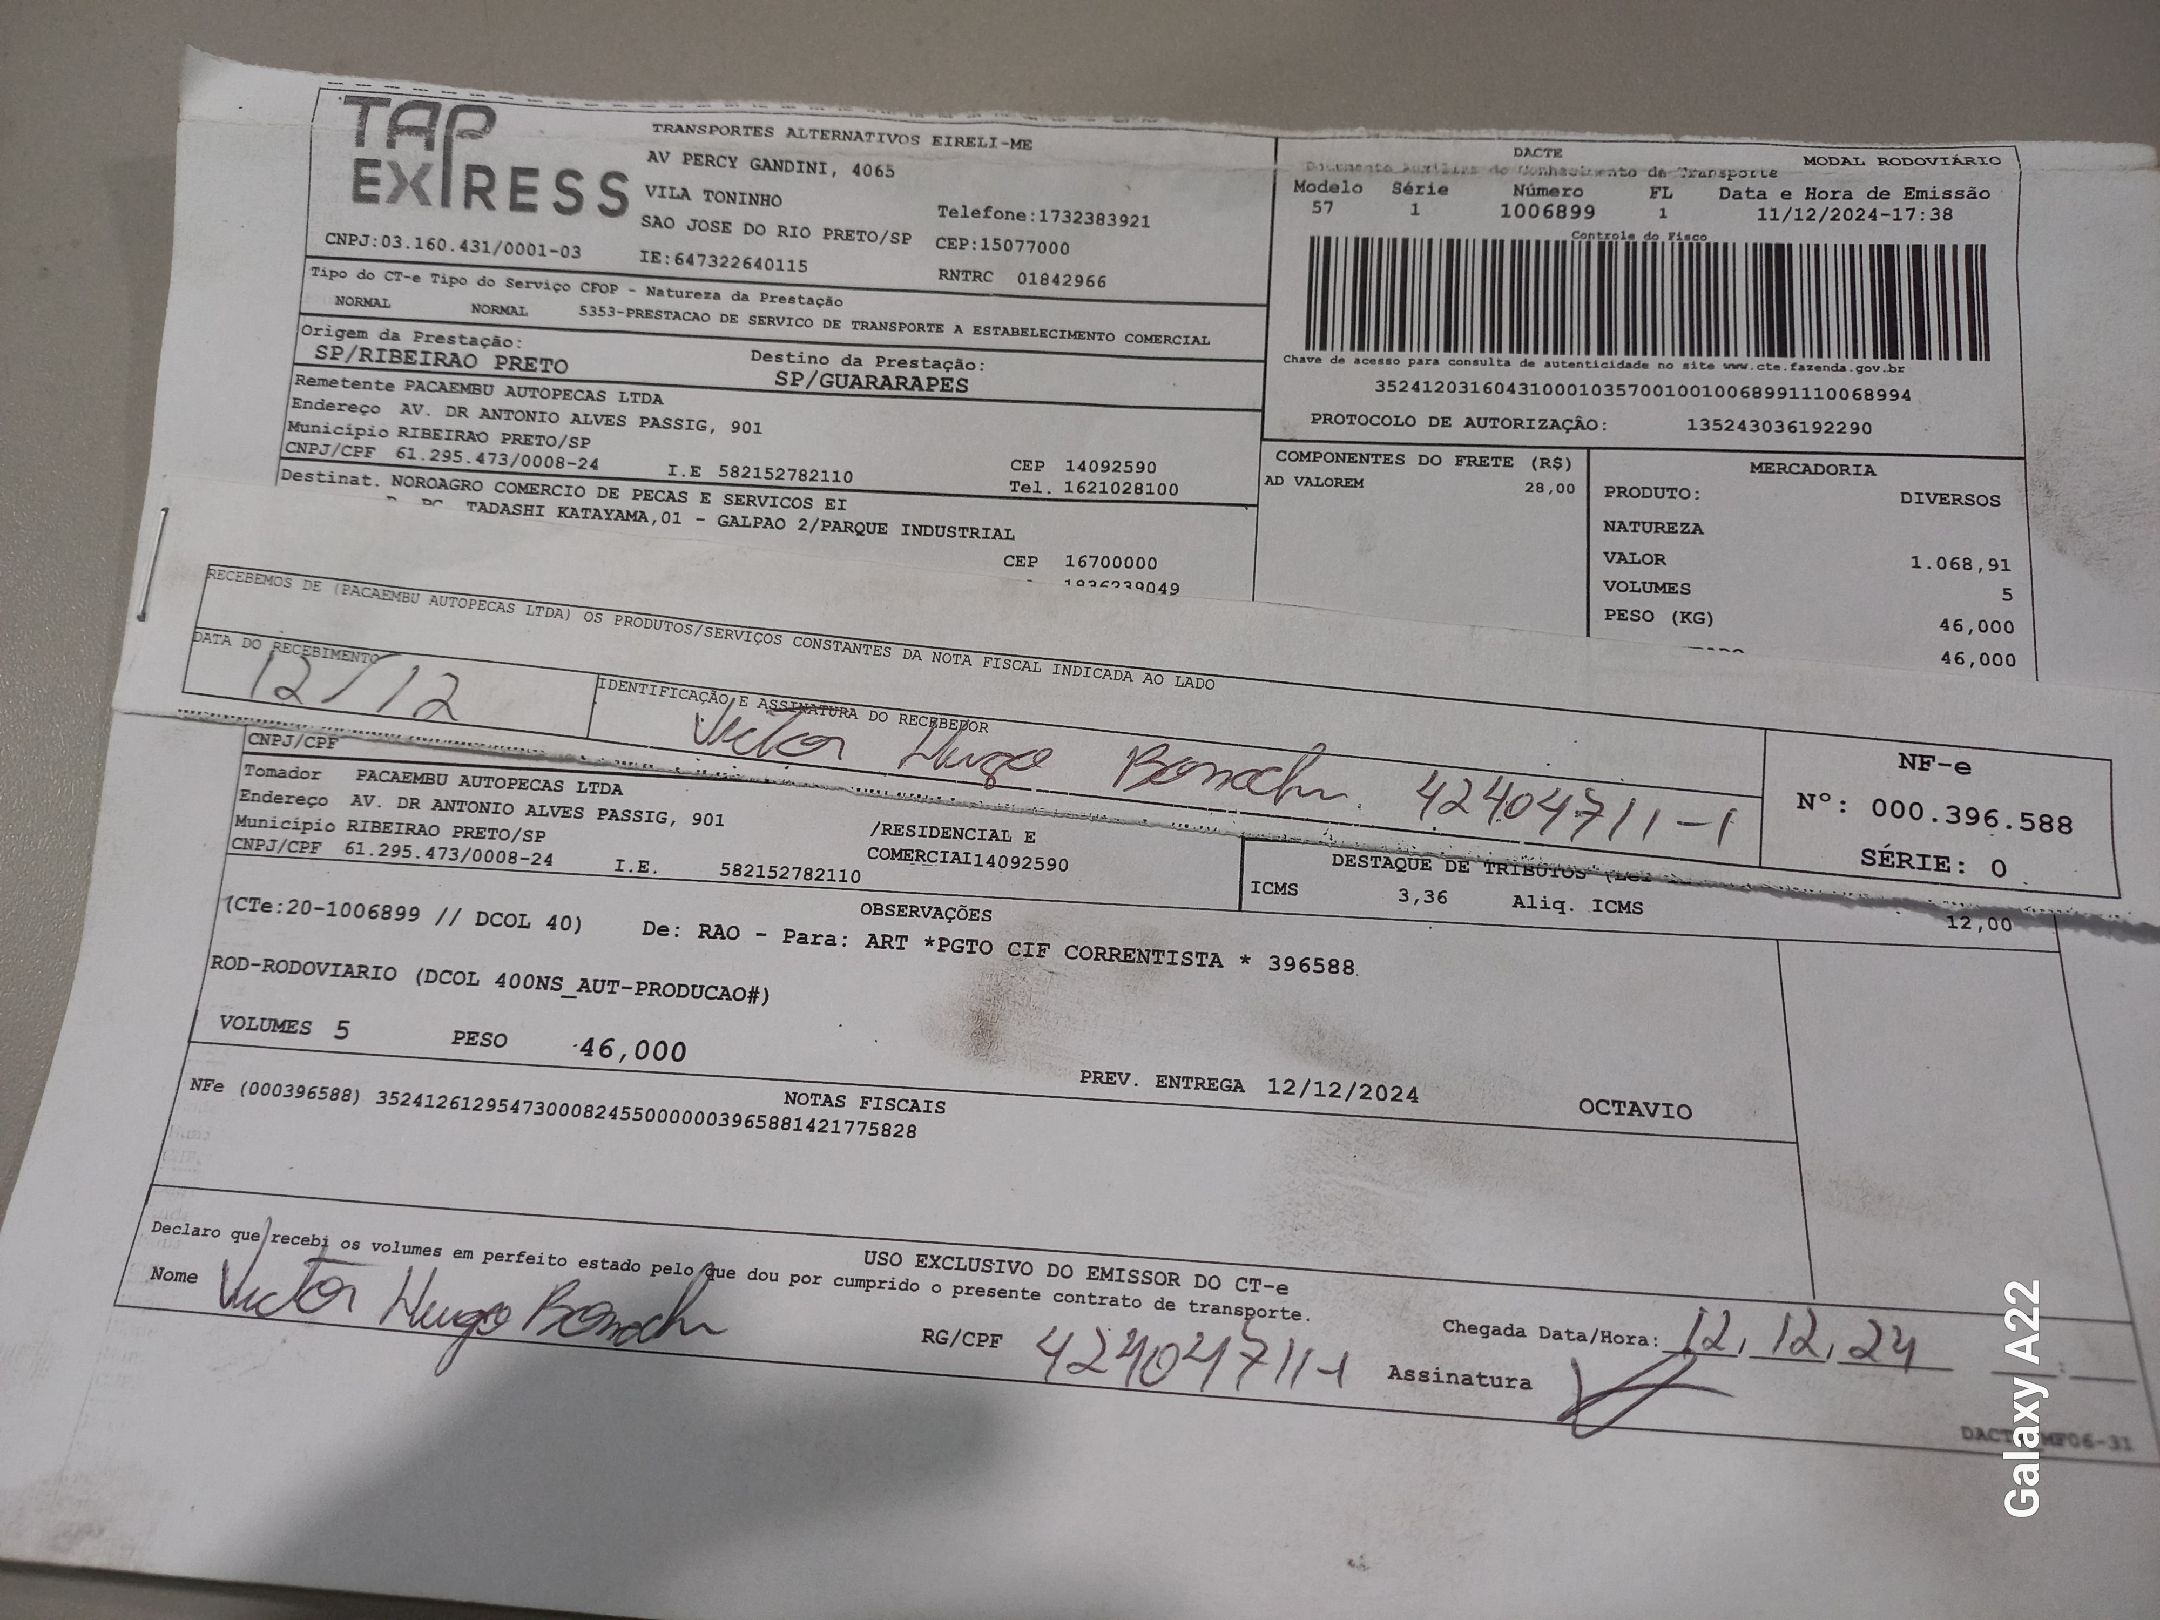 TAP EXPRESS
TRANSPORTES ALTERNATIVOS EIRELI-ME
AV PERCY GANDINI, 4065
VILA TONINHO
SAO JOSE DO RIO PRETO/SP
Telefone:1732383921
CEP:15077000
CNPJ:03.160.431/0001-03
IE:647322640115
RNTRC 01842966
DACTE
MODAL RODOVIÁRIO
Documento Auxiliar do Conhecimento de Transporte
Modelo Série Número FL Data e Hora de Emissão
57 1 1006899 1 11/12/2024-17:38
Controle do Fisco
Chave de acesso para consulta de autenticidade no site www.cte.fazenda.gov.br
35241203160431000103570010010068991110068994
PROTOCOLO DE AUTORIZAÇÃO: 135243036192290
Tipo do CT-e Tipo do Serviço CFOP - Natureza da Prestação
NORMAL NORMAL 5353-PRESTACAO DE SERVICO DE TRANSPORTE A ESTABELECIMENTO COMERCIAL
Origem da Prestação: Destino da Prestação:
SP/RIBEIRAO PRETO SP/GUARARAPES
Remetente PACAEMBU AUTOPECAS LTDA
Endereço AV. DR ANTONIO ALVES PASSIG, 901
Município RIBEIRAO PRETO/SP CEP 14092590
CNPJ/CPF 61.295.473/0008-24 I.E 582152782110 Tel. 1621028100
Destinat. NOROAGRO COMERCIO DE PECAS E SERVICOS EI
TADASHI KATAYAMA,01 - GALPAO 2/PARQUE INDUSTRIAL
CEP 16700000
1836239049
COMPONENTES DO FRETE (R$)
AD VALOREM 28,00
MERCADORIA
PRODUTO: DIVERSOS
NATUREZA
VALOR 1.068,91
VOLUMES 5
PESO (KG) 46,000
46,000
RECEBEMOS DE (PACAEMBU AUTOPECAS LTDA) OS PRODUTOS/SERVIÇOS CONSTANTES DA NOTA FISCAL INDICADA AO LADO
DATA DO RECEBIMENTO
12/12
IDENTIFICAÇÃO E ASSINATURA DO RECEBEDOR
Victor Hugo 42404711-1
NF-e
Nº: 000.396.588
SÉRIE: 0
CNPJ/CPF
Tomador PACAEMBU AUTOPECAS LTDA
Endereço AV. DR ANTONIO ALVES PASSIG, 901 /RESIDENCIAL E
Município RIBEIRAO PRETO/SP COMERCIAI14092590
CNPJ/CPF 61.295.473/0008-24 I.E. 582152782110
DESTAQUE DE TRIBUTOS
ICMS 3,36 Aliq. ICMS 12,00
OBSERVAÇÕES
(CTe:20-1006899 // DCOL 40) De: RAO - Para: ART *PGTO CIF CORRENTISTA * 396588
ROD-RODOVIARIO (DCOL 400NS_AUT-PRODUCAO#)
VOLUMES 5 PESO 46,000
PREV. ENTREGA 12/12/2024 OCTAVIO
NOTAS FISCAIS
NFe (000396588) 35241261295473000824550000003965881421775828
USO EXCLUSIVO DO EMISSOR DO CT-e
Declaro que recebi os volumes em perfeito estado pelo que dou por cumprido o presente contrato de transporte.
Nome Victor Hugo
RG/CPF 42404711-1
Chegada Data/Hora: 12, 12, 24
Assinatura
Galaxy A22